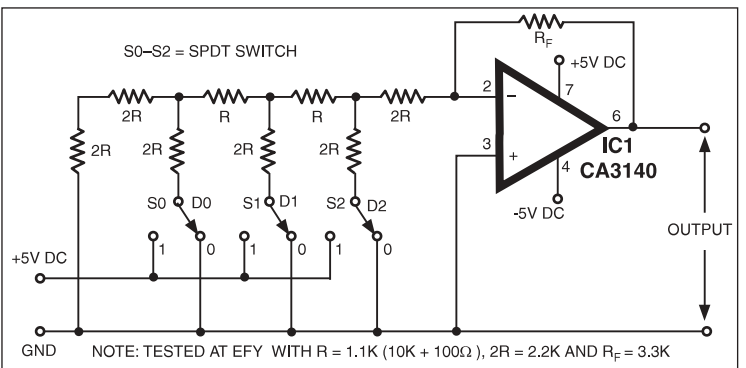 S0–S2 = SPDT SWITCH
R_F
+5V DC
2R
R
R
2R
2
–
7
6
2R
2R
2R
2R
3
+
IC1
CA3140
4
S0 D0
S1 D1
S2 D2
-5V DC
OUTPUT
+5V DC
1
0
1
0
1
0
GND
NOTE: TESTED AT EFY WITH R = 1.1K (10K + 100Ω ), 2R = 2.2K AND R_F = 3.3K